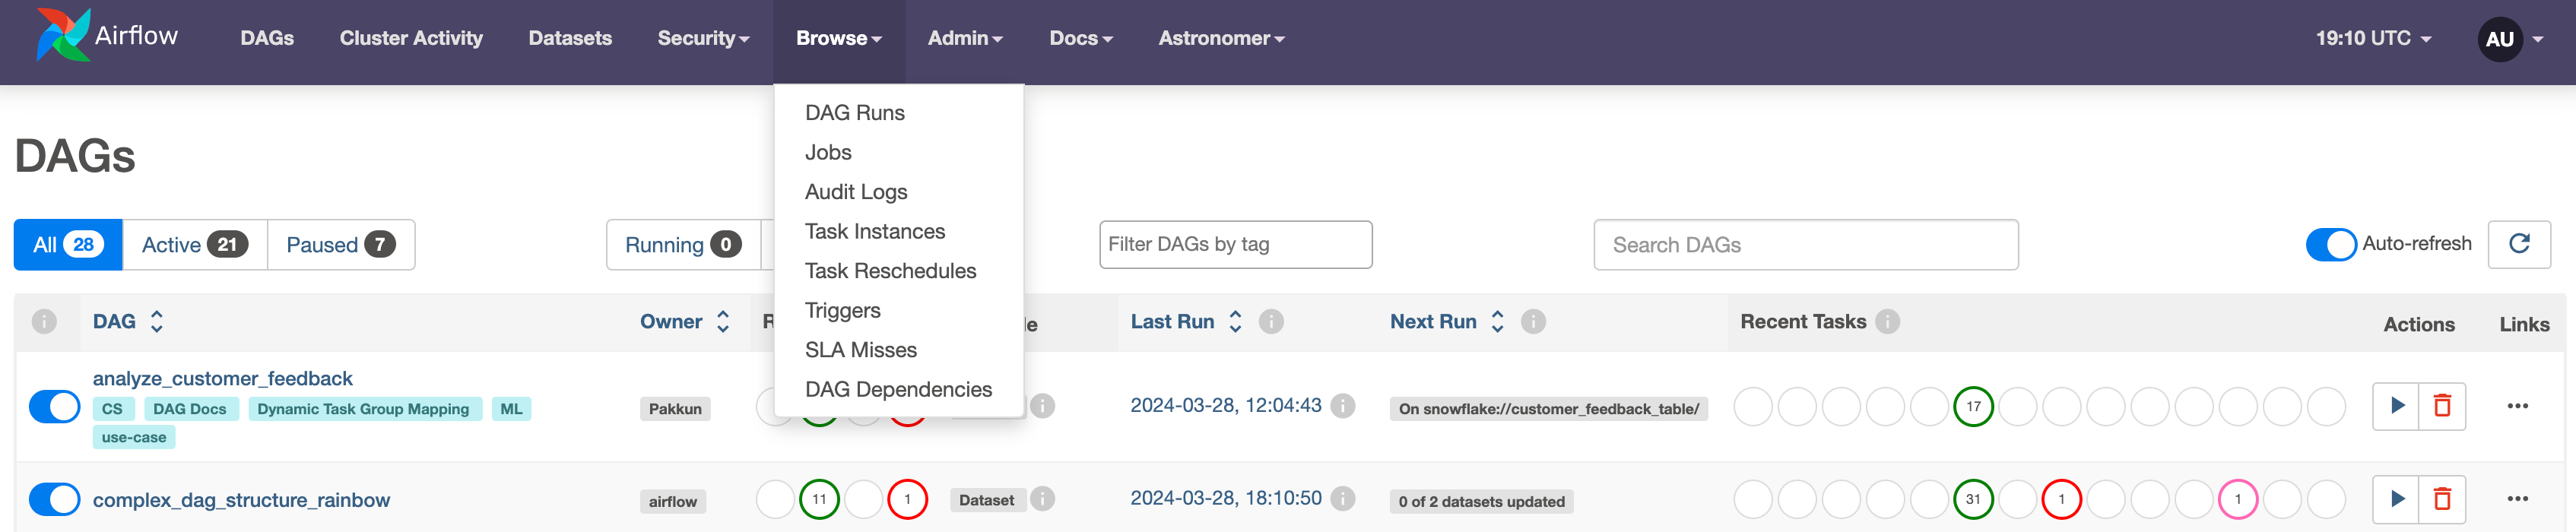 Airflow DAGs Cluster Activity Datasets Security Browse Admin Docs Astronomer 19:10 UTC AU
DAG Runs
Jobs
Audit Logs
Task Instances
Task Reschedules
Triggers
SLA Misses
DAG Dependencies
DAGs
All 28 Active 21 Paused 7 Running 0 Filter DAGs by tag Search DAGs Auto-refresh
DAG Owner Last Run Next Run Recent Tasks Actions Links
analyze_customer_feedback
CS DAG Docs Dynamic Task Group Mapping ML
use-case
Pakkun 2024-03-28, 12:04:43 On snowflake://customer_feedback_table/ 17
complex_dag_structure_rainbow airflow 11 1 Dataset 2024-03-28, 18:10:50 0 of 2 datasets updated 31 1 1